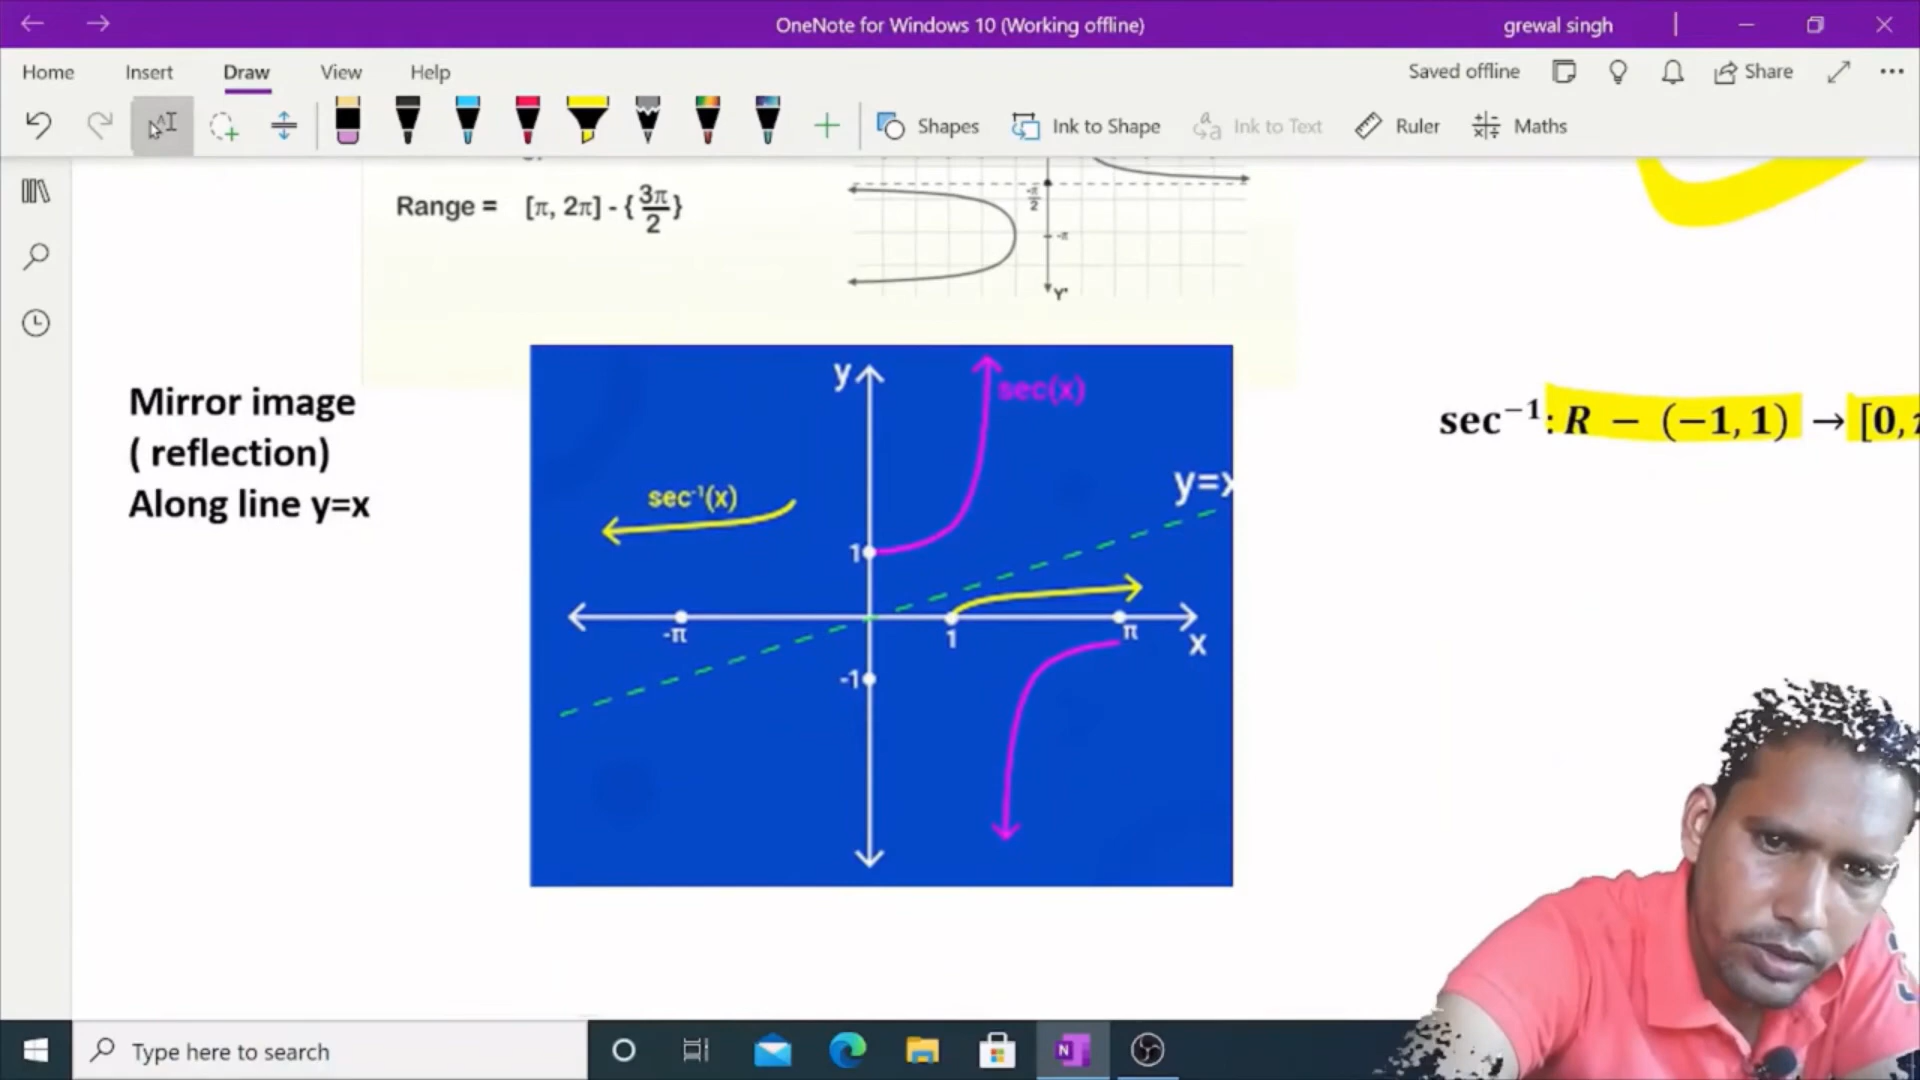 OneNote for Windows 10 (Working offline)
grewal singh
Home Insert Draw View Help
Saved offline Share
Shapes Ink to Shape Ink to Text Ruler Maths
Range = [π, 2π] - {3π/2}
-π/2
-π
Y'
Mirror image
( reflection)
Along line y=x
y
sec(x)
sec⁻¹(x)
y=x
1
-π
1
π
x
-1
sec⁻¹: R − (−1, 1) → [0,
Type here to search